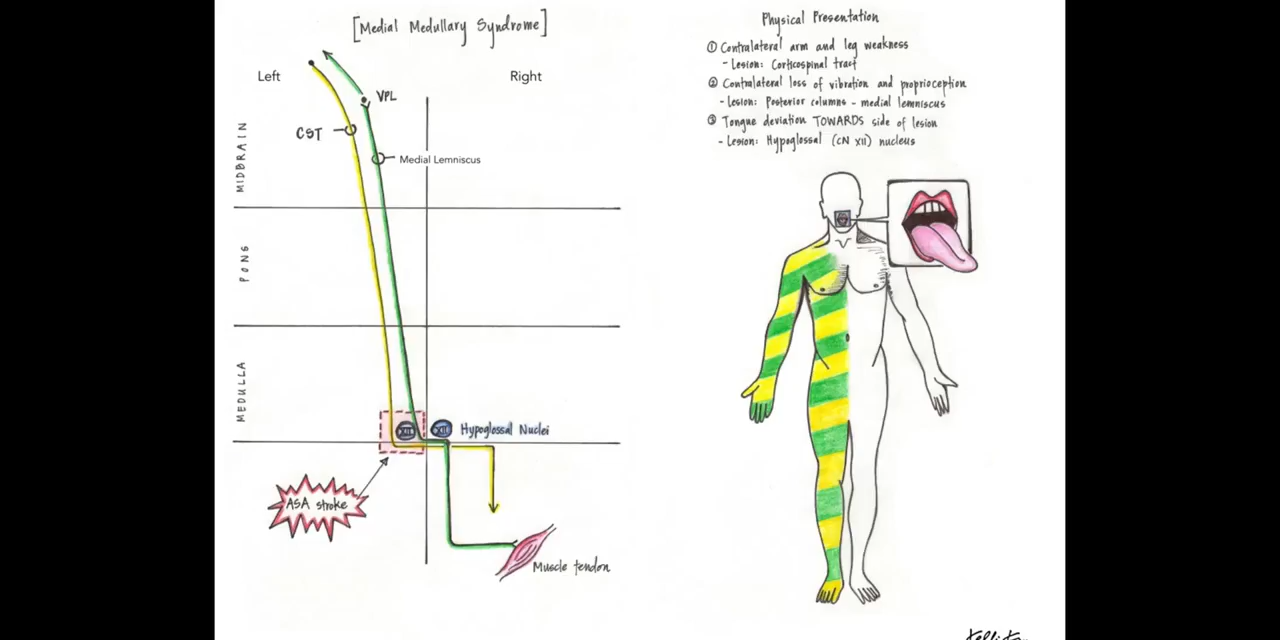 [Medial Medullary Syndrome]
Left
Right
VPL
CST
Medial Lemniscus
MIDBRAIN
PONS
MEDULLA
XII
XII
Hypoglossal Nuclei
ASA stroke
Muscle tendon
Physical Presentation
① Contralateral arm and leg weakness
- Lesion: Corticospinal tract
② Contralateral loss of vibration and proprioception
- Lesion: Posterior columns - medial lemniscus
③ Tongue deviation TOWARDS side of lesion
- Lesion: Hypoglossal (CN XII) nucleus